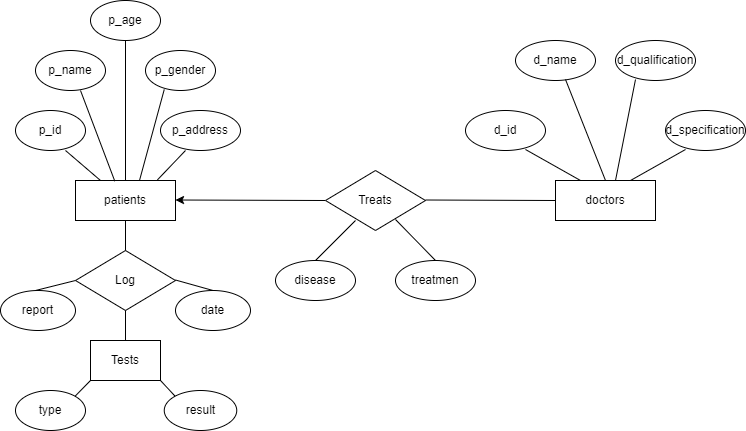 p_age
p_name
p_gender
d_name
d_qualification
p_id
p_address
d_id
d_specification
patients
Treats
doctors
Log
disease
treatmen
report
date
Tests
type
result